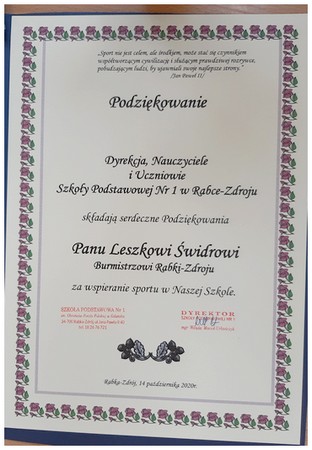 „Sport nie jest celem, ale środkiem, może stać się czynnikiem
współtworzącym cywilizację i służącym prawdziwej rozrywce,
pobudzającym ludzi, by ujawniali swoje najlepsze strony."
/Jan Paweł II/
Podziękowanie
Dyrekcja, Nauczyciele
i Uczniowie
Szkoły Podstawowej Nr 1 w Rabce-Zdroju
składają serdeczne Podziękowania
Panu Leszkowi Świdrowi
Burmistrzowi Rabki-Zdroju
za wspieranie sportu w Naszej Szkole.
SZKOŁA PODSTAWOWA Nr 1
DYREKTOR
Rabka-Zdrój, 14 października 2020r.